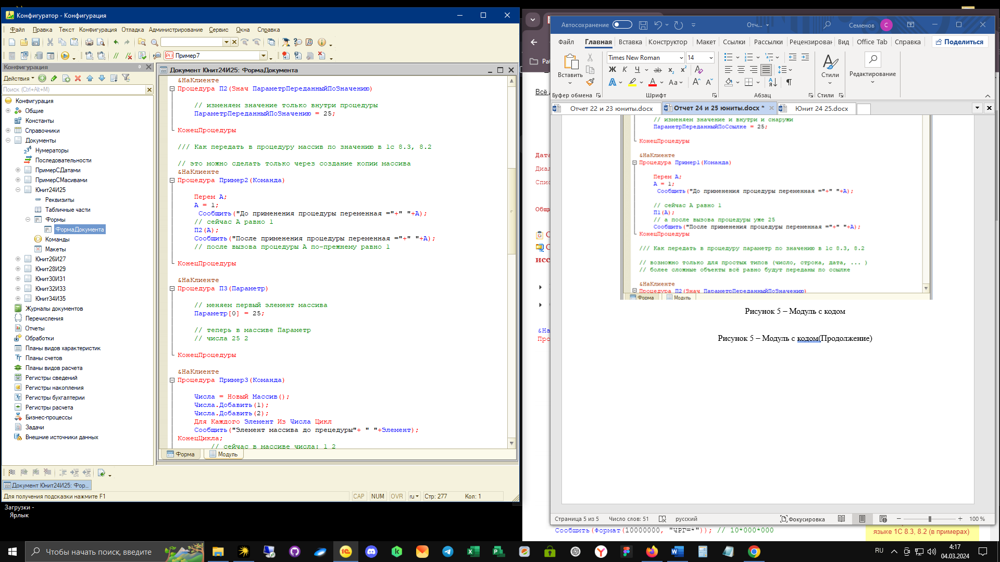 Конфигуратор - Конфигурация
Файл Правка Текст Конфигурация Отладка Администрирование Сервис Окна Справка
Пример7
Конфигурация
Действия
Поиск (Ctrl+Alt+M)
Конфигурация
Общие
Константы
Справочники
Документы
Нумераторы
Последовательности
ПримерСДатами
ПримерСМасивами
Юнит24И25
Реквизиты
Табличные части
Формы
ФормаДокумента
Команды
Макеты
Юнит26И27
Юнит28И29
Юнит30И31
Юнит32И33
Юнит34И35
Журналы документов
Перечисления
Отчеты
Обработки
Планы видов характеристик
Планы счетов
Планы видов расчета
Регистры сведений
Регистры накопления
Регистры бухгалтерии
Регистры расчета
Бизнес-процессы
Задачи
Внешние источники данных
Документ Юнит24И25: ФормаДокумента
&НаКлиенте
Процедура П2(Знач ПараметрПереданныйПоЗначению)
// изменяем значение только внутри процедуры
ПараметрПереданныйПоЗначению = 25;
КонецПроцедуры
/// Как передать в процедуру массив по значению в 1с 8.3, 8.2
// это можно сделать только через создание копии массива
&НаКлиенте
Процедура Пример2(Команда)
Перем А;
А = 1;
Сообщить("До применения процедуры переменная ="+" "+А);
// сейчас А равно 1
П2(А);
Сообщить("После применения процедуры переменная ="+" "+А);
// после вызова процедуры А по-прежнему равно 1
КонецПроцедуры
&НаКлиенте
Процедура П3(Параметр)
// меняем первый элемент массива
Параметр[0] = 25;
// теперь в массиве Параметр
// числа 25 2
КонецПроцедуры
&НаКлиенте
Процедура Пример3(Команда)
Числа = Новый Массив();
Числа.Добавить(1);
Числа.Добавить(2);
Для Каждого Элемент Из Числа Цикл
Сообщить("Элемент массива до прецедуры"+ " "+Элемент);
КонецЦикла;
// сейчас в массиве числа: 1 2
Форма Модуль
Документ Юнит24И25: Фор...
Для получения подсказки нажмите F1
CAP NUM OVR ru Стр: 277 Кол: 1
Загрузки -
Ярлык
Автосохранение Отч... Семенов С
Файл Главная Вставка Конструктор Макет Ссылки Рассылки Рецензирован Вид Office Tab Справка Поделиться
Times New Roman 14
Вставить
Ж К Ч ab x₂ x²
Aa
Стили
Редактирование
Буфер обмена Шрифт Абзац Стили
Отчет 22 и 23 юниты.docx Отчет 24 и 25 юниты.docx * Юнит 24 25.docx
// изменяем значение и внутри и снаружи
ПараметрПереданныйПоСсылке = 25;
КонецПроцедуры
&НаКлиенте
Процедура Пример1(Команда)
Перем А;
А = 1;
Сообщить("До применения процедуры переменная ="+" "+А);
// сейчас А равно 1
П1(А);
// а после вызова процедуры уже 25
Сообщить("После применения процедуры переменная ="+" "+А);
КонецПроцедуры
/// Как передать в процедуру параметр по значению в 1с 8.3, 8.2
// возможно только для простых типов (число, строка, дата, ... )
// более сложные объекты всё равно будут переданы по ссылке
&НаКлиенте
Процедура П2(Знач ПараметрПереданныйПоЗначению)
Форма Модуль
Рисунок 5 – Модуль с кодом
Рисунок 5 – Модуль с кодом(Продолжение)
Страница 5 из 5 Число слов: 51 русский Фокусировка 100 %
Сообщить(Формат(10000000, "ЧРГ=*")); // 10*000*000
языке 1С 8.3, 8.2 (в примерах)
Чтобы начать поиск, введите
RU
4:17
04.03.2024